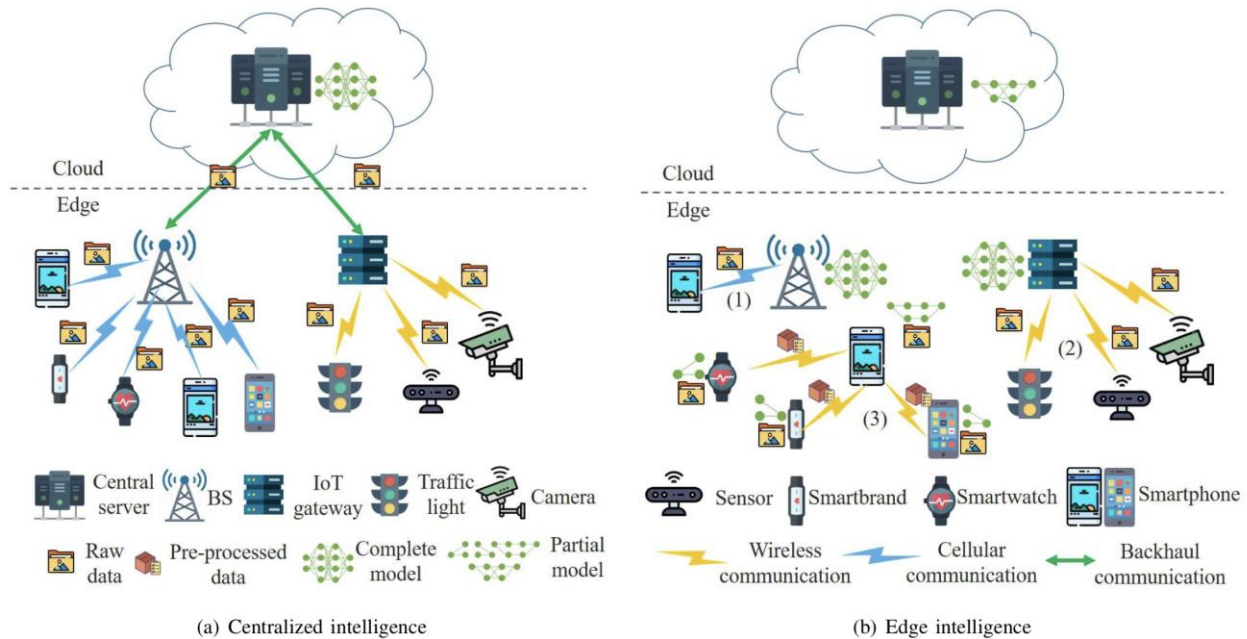 Cloud
Edge
Central
server
BS
IoT
gateway
Traffic
light
Camera
Raw
data
Pre-processed
data
Complete
model
Partial
model
(a) Centralized intelligence
Cloud
Edge
(1)
(2)
(3)
Sensor
Smartbrand
Smartwatch
Smartphone
Wireless
communication
Cellular
communication
Backhaul
communication
(b) Edge intelligence